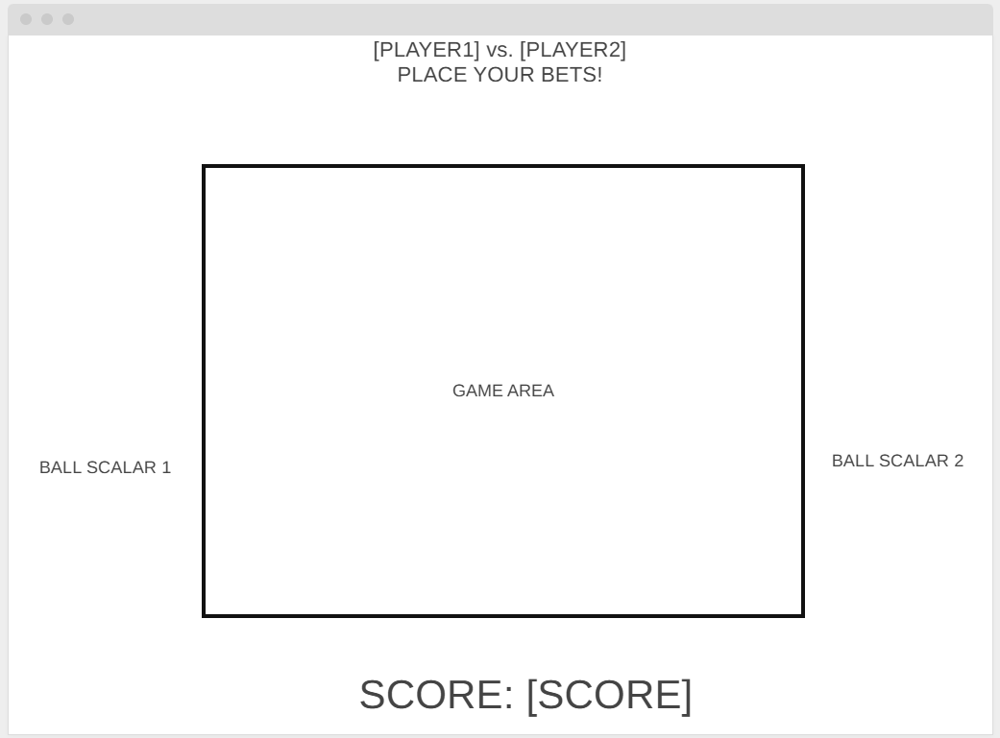 [PLAYER1] vs. [PLAYER2]
PLACE YOUR BETS!
GAME AREA
BALL SCALAR 1
BALL SCALAR 2
SCORE: [SCORE]